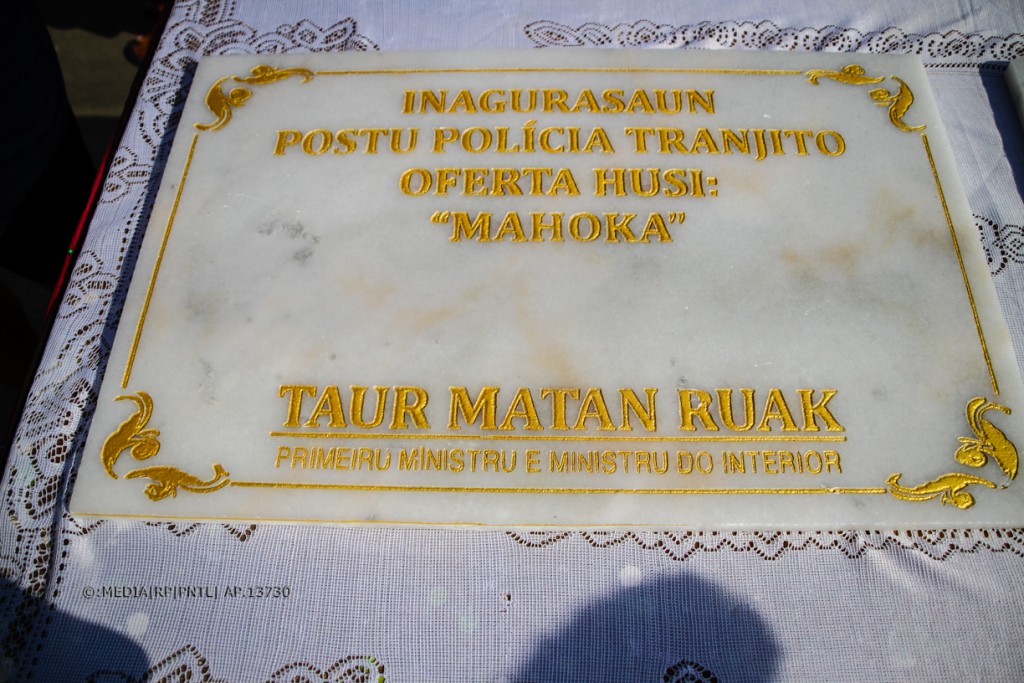 INAGURASAUN
POSTU POLÍCIA TRANJITO
OFERTA HUSI:
“MAHOKA”
TAUR MATAN RUAK
PRIMEIRU MINISTRU E MINISTRU DO INTERIOR
©:MEDIA|RP|PNTL| AP.13730